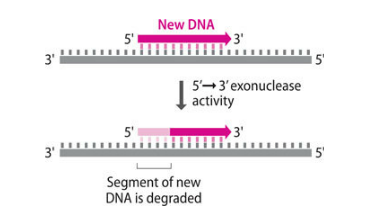 New DNA
5' 3'
3' 5'
5'→3' exonuclease
activity
5' 3'
3' 5'
Segment of new
DNA is degraded